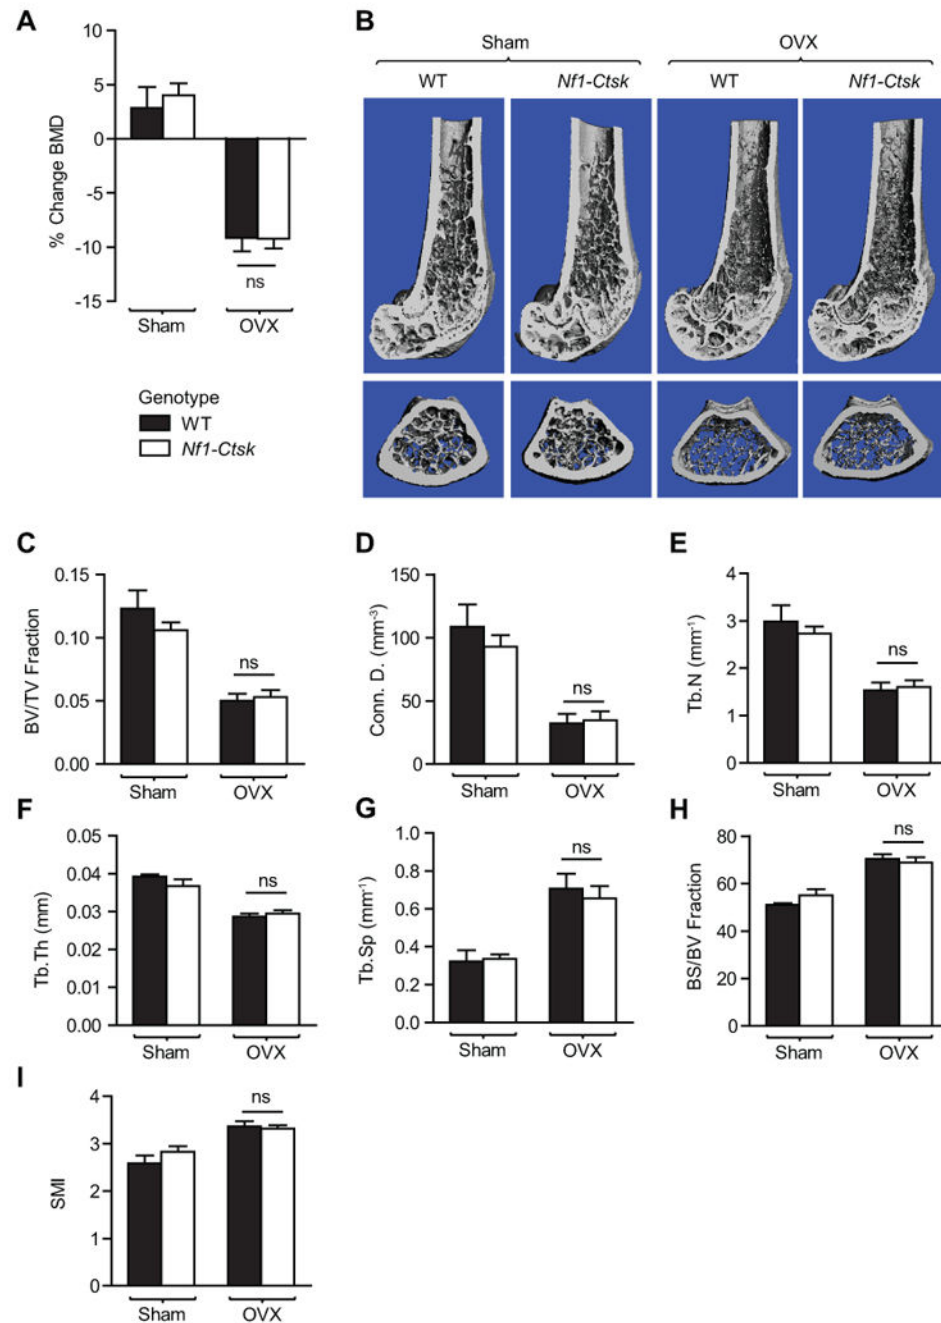 A
10
5
0
-5
-10
-15
% Change BMD
ns
Sham
OVX
Genotype
WT
Nf1-Ctsk
B
Sham
OVX
WT
Nf1-Ctsk
WT
Nf1-Ctsk
C
0.15
0.10
0.05
0.00
BV/TV Fraction
ns
Sham
OVX
D
150
100
50
0
Conn. D. (mm⁻³)
ns
Sham
OVX
E
4
3
2
1
0
Tb.N (mm⁻¹)
ns
Sham
OVX
F
0.05
0.04
0.03
0.02
0.01
0.00
Tb.Th (mm)
ns
Sham
OVX
G
1.0
0.8
0.6
0.4
0.2
0.0
Tb.Sp (mm⁻¹)
ns
Sham
OVX
H
80
60
40
20
0
BS/BV Fraction
ns
Sham
OVX
I
4
3
2
1
0
SMI
ns
Sham
OVX